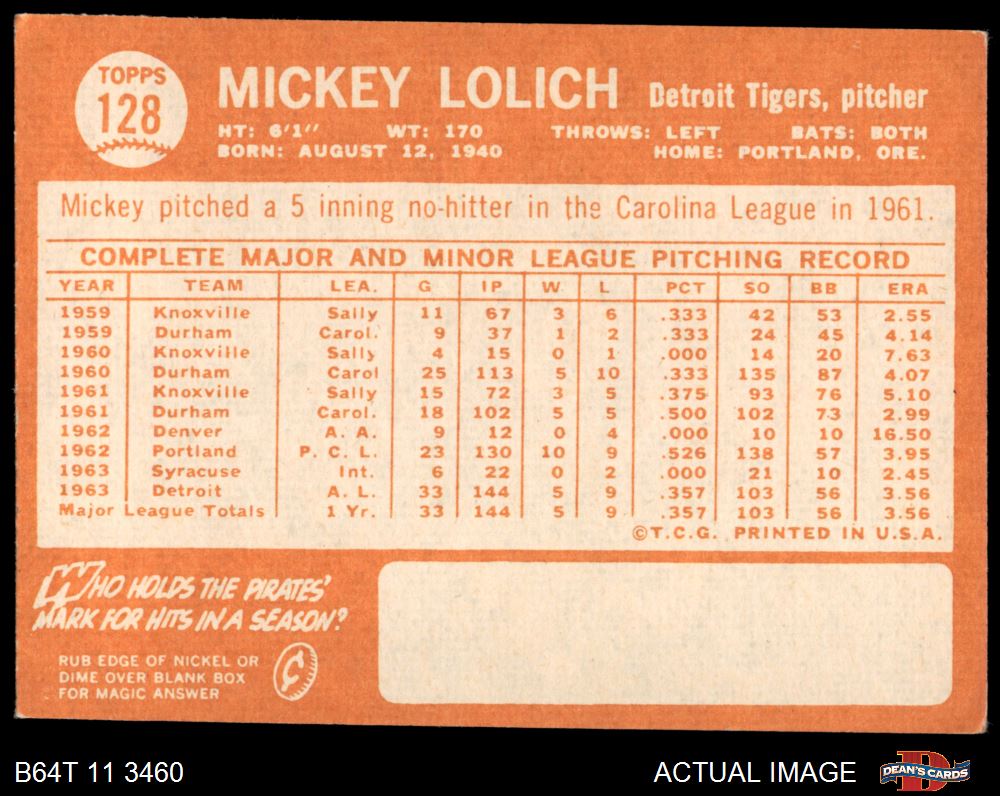 TOPPS
128
MICKEY LOLICH Detroit Tigers, pitcher
HT: 6'1" WT: 170 THROWS: LEFT BATS: BOTH
BORN: AUGUST 12, 1940 HOME: PORTLAND, ORE.
Mickey pitched a 5 inning no-hitter in the Carolina League in 1961.
COMPLETE MAJOR AND MINOR LEAGUE PITCHING RECORD
YEAR TEAM LEA. G IP W L PCT SO BB ERA
1959 Knoxville Sally 11 67 3 6 .333 42 53 2.55
1959 Durham Carol. 9 37 1 2 .333 24 45 4.14
1960 Knoxville Sally 4 15 0 1 .000 14 20 7.63
1960 Durham Carol 25 113 5 10 .333 135 87 4.07
1961 Knoxville Sally 15 72 3 5 .375 93 76 5.10
1961 Durham Carol. 18 102 5 5 .500 102 73 2.99
1962 Denver A. A. 9 12 0 4 .000 10 10 16.50
1962 Portland P. C. L. 23 130 10 9 .526 138 57 3.95
1963 Syracuse Int. 6 22 0 2 .000 21 10 2.45
1963 Detroit A. L. 33 144 5 9 .357 103 56 3.56
Major League Totals 1 Yr. 33 144 5 9 .357 103 56 3.56
©T.C.G. PRINTED IN U.S.A.
WHO HOLDS THE PIRATES'
MARK FOR HITS IN A SEASON?
RUB EDGE OF NICKEL OR
DIME OVER BLANK BOX
FOR MAGIC ANSWER
¢
B64T 11 3460 ACTUAL IMAGE DEAN'S CARDS